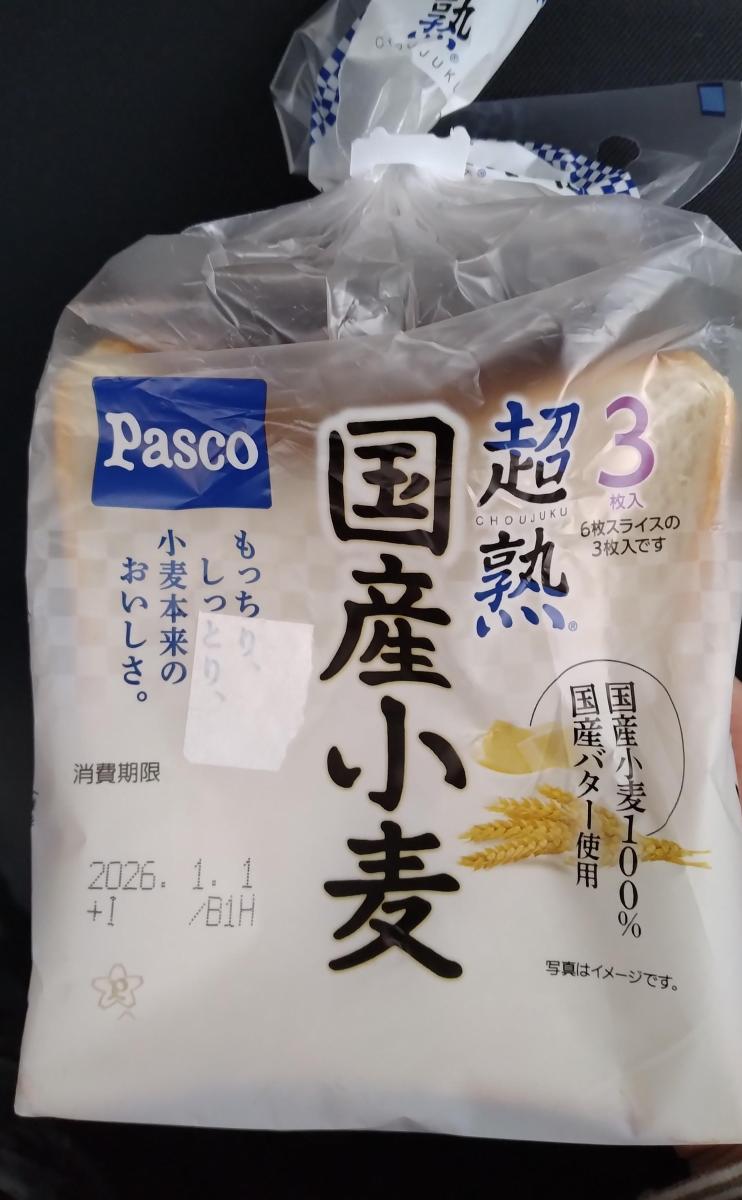 熟®
CHOUJUKU
Pasco
超
CHOUJUKU
熟®
国産小麦
3
枚入
6枚スライスの
3枚入です
もっちり、
しっとり、
小麦本来の
おいしさ。
国産小麦100%
国産バター使用
消費期限
2026. 1. 1
+I /B1H
写真はイメージです。